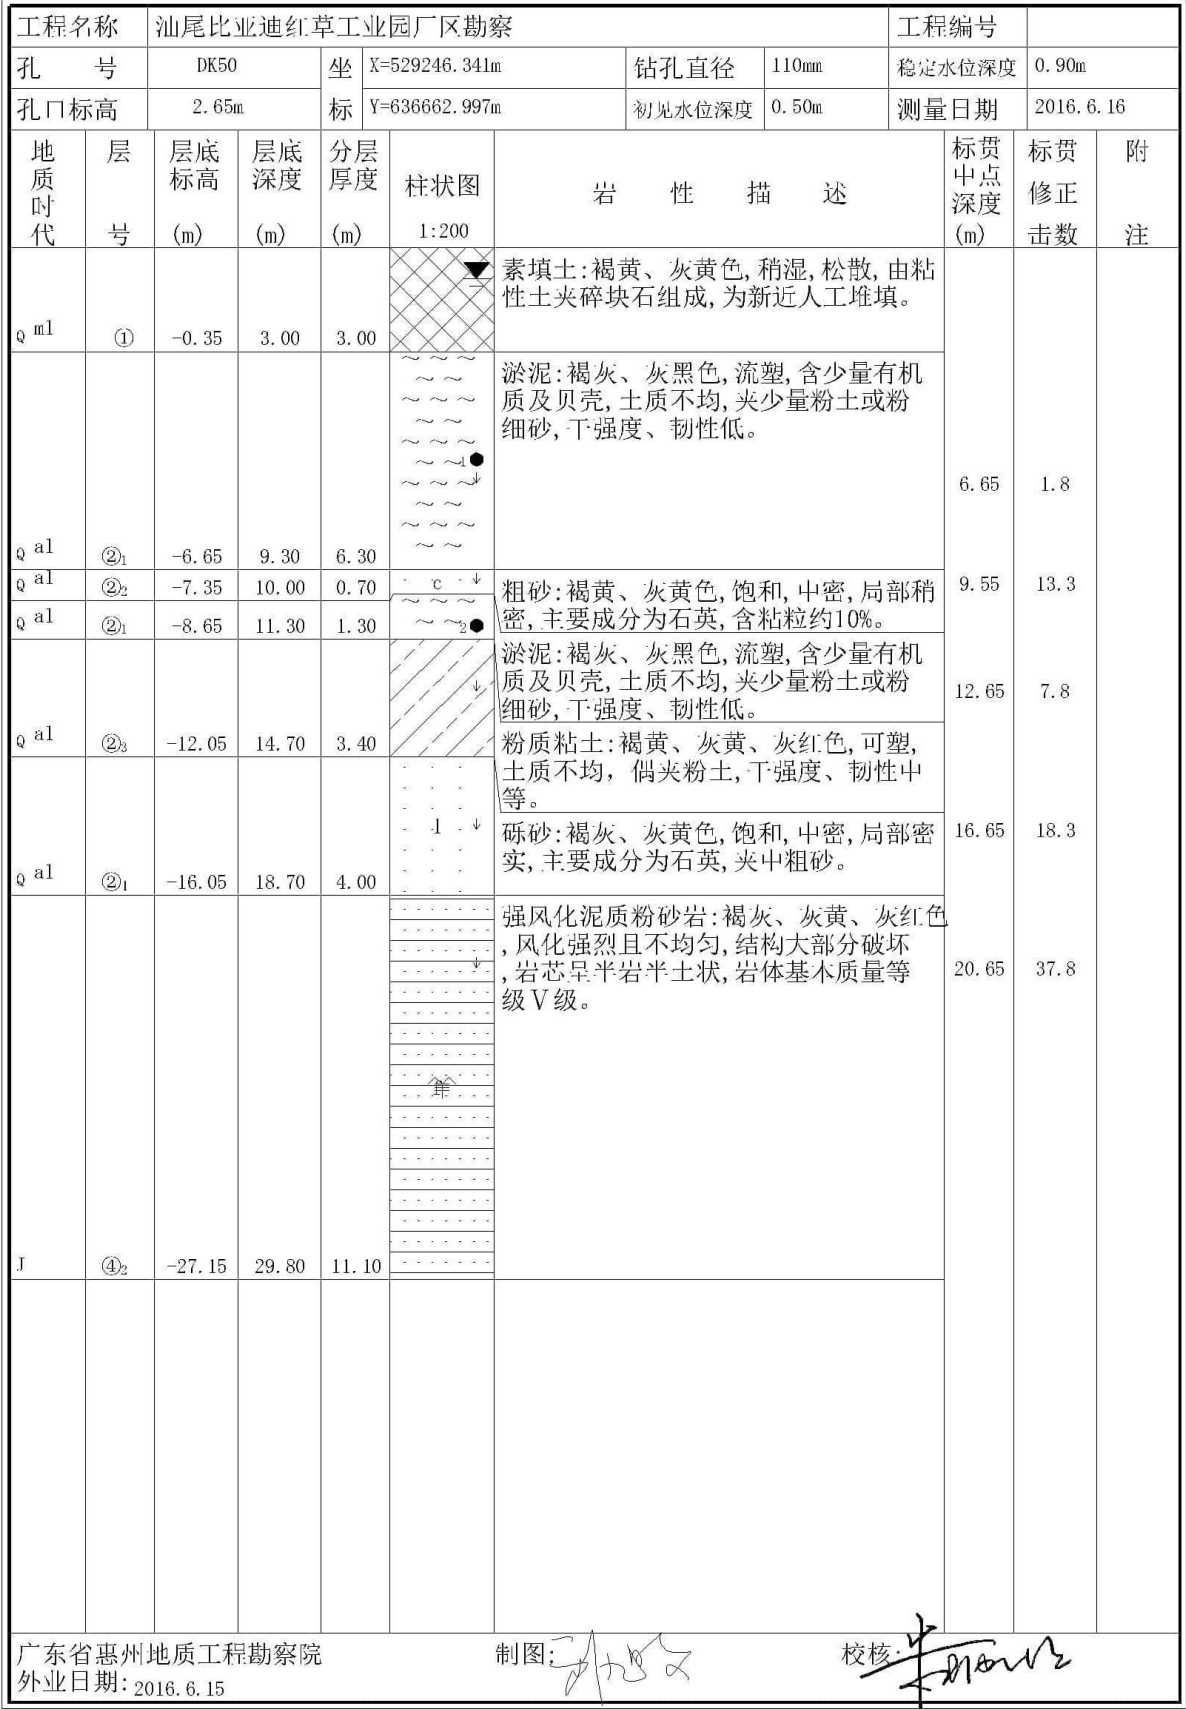 工程名称 汕尾比亚迪红草工业园厂区勘察 工程编号
孔 号 DK50 坐 X=529246.341m 钻孔直径 110mm 稳定水位深度 0.90m
孔口标高 2.65m 标 Y=636662.997m 初见水位深度 0.50m 测量日期 2016.6.16
地质时代 层号 层底标高(m) 层底深度(m) 分层厚度(m) 柱状图 1:200 岩性描述 标贯中点深度(m) 标贯修正击数 附注
素填土:褐黄、灰黄色,稍湿,松散,由粘
性土夹碎块石组成,为新近人工堆填。
Q ml ① -0.35 3.00 3.00
淤泥:褐灰、灰黑色,流塑,含少量有机
质及贝壳,土质不均,夹少量粉土或粉
细砂,干强度、韧性低。
1
6.65 1.8
Q al ②1 -6.65 9.30 6.30
Q al ②2 -7.35 10.00 0.70 c 9.55 13.3
粗砂:褐黄、灰黄色,饱和,中密,局部稍
密,主要成分为石英,含粘粒约10%。
Q al ②1 -8.65 11.30 1.30 2
淤泥:褐灰、灰黑色,流塑,含少量有机
质及贝壳,土质不均,夹少量粉土或粉
细砂,干强度、韧性低。
12.65 7.8
Q al ②3 -12.05 14.70 3.40
粉质粘土:褐黄、灰黄、灰红色,可塑,
土质不均，偶夹粉土,干强度、韧性中
等。
l
砾砂:褐灰、灰黄色,饱和,中密,局部密 16.65 18.3
实,主要成分为石英,夹中粗砂。
Q al -16.05 18.70 4.00
强风化泥质粉砂岩:褐灰、灰黄、灰红色
,风化强烈且不均匀,结构大部分破坏
,岩芯呈半岩半土状,岩体基本质量等 20.65 37.8
级Ⅴ级。
J ④2 -27.15 29.80 11.10
广东省惠州地质工程勘察院 制图: 校核:
外业日期: 2016.6.15